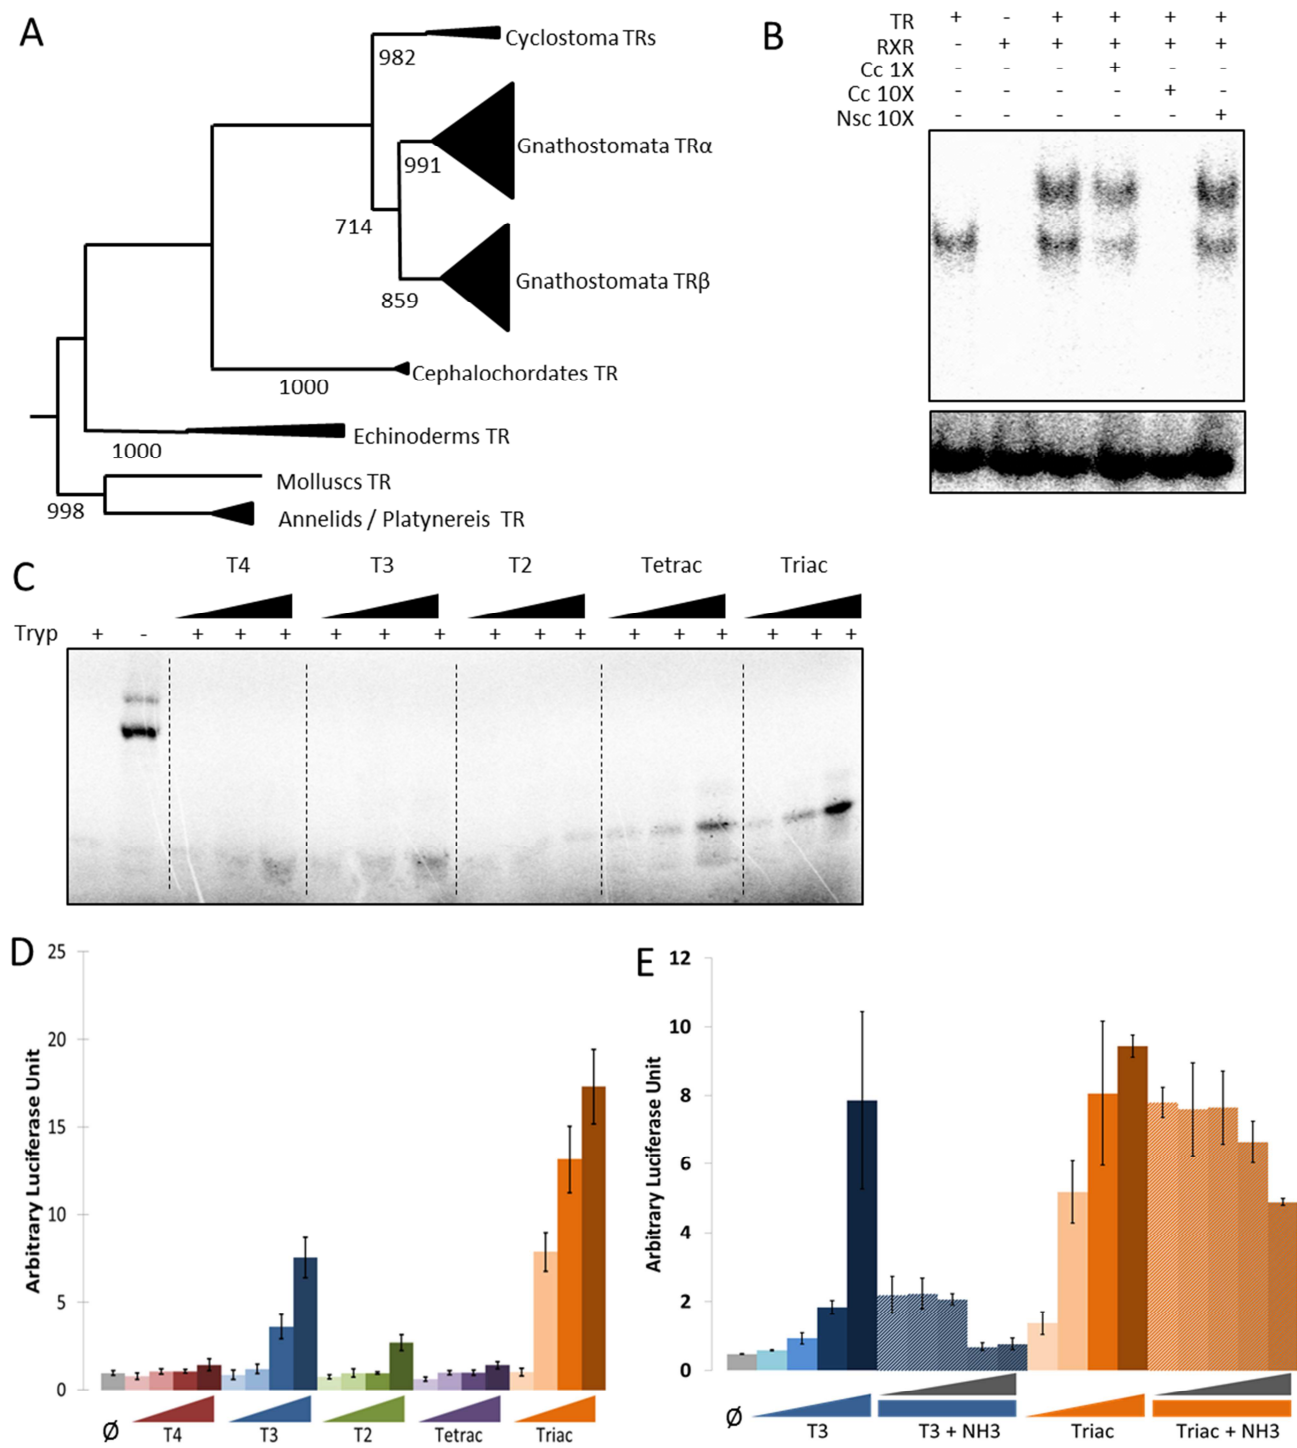 A
Cyclostoma TRs
982
Gnathostomata TRα
991
714
Gnathostomata TRβ
859
Cephalochordates TR
1000
Echinoderms TR
1000
Molluscs TR
998
Annelids / Platynereis TR
B
TR + - + + + +
RXR - + + + + +
Cc 1X - - - + - -
Cc 10X - - - - + -
Nsc 10X - - - - - +
C
T4 T3 T2 Tetrac Triac
Tryp + - + + + + + + + + + + + + + + +
D
25
20
15
10
5
0
Arbitrary Luciferase Unit
Ø T4 T3 T2 Tetrac Triac
E
12
10
8
6
4
2
0
Arbitrary Luciferase Unit
Ø T3 T3 + NH3 Triac Triac + NH3